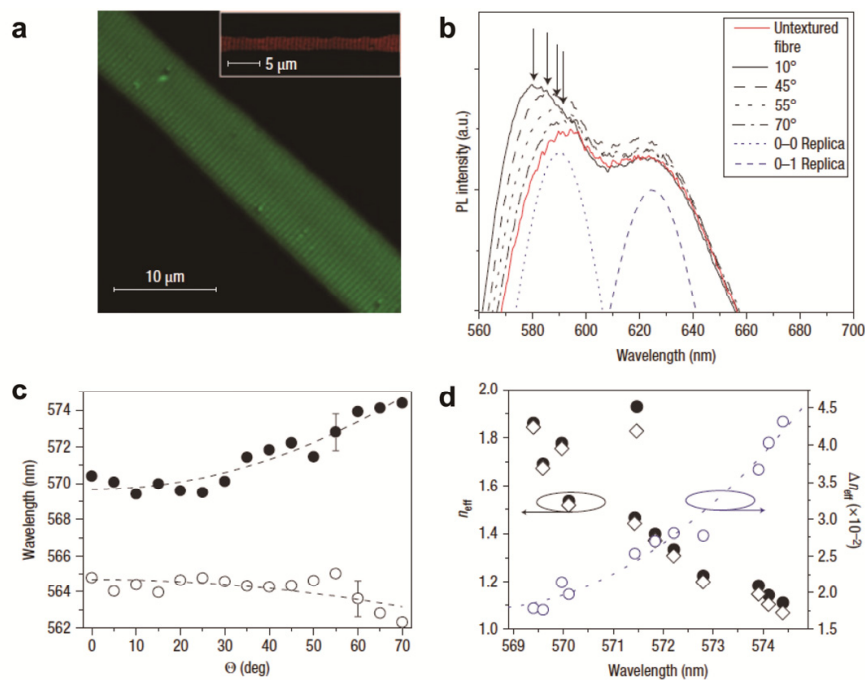 a
5 μm
10 μm
b
PL intensity (a.u.)
Untextured
fibre
10°
45°
55°
70°
0–0 Replica
0–1 Replica
560 580 600 620 640 660 680 700
Wavelength (nm)
c
Wavelength (nm)
574
572
570
568
566
564
562
0 10 20 30 40 50 60 70
Θ (deg)
d
n eff
2.0
1.8
1.6
1.4
1.2
1.0
4.5
4.0
3.5
3.0
2.5
2.0
1.5
Δn eff (×10⁻²)
569 570 571 572 573 574
Wavelength (nm)